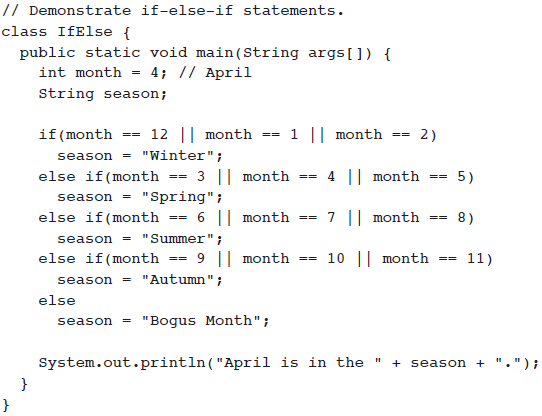 // Demonstrate if-else-if statements.
class IfElse {
  public static void main(String args[]) {
    int month = 4; // April
    String season;

    if(month == 12 || month == 1 || month == 2)
      season = "Winter";
    else if(month == 3 || month == 4 || month == 5)
      season = "Spring";
    else if(month == 6 || month == 7 || month == 8)
      season = "Summer";
    else if(month == 9 || month == 10 || month == 11)
      season = "Autumn";
    else
      season = "Bogus Month";

    System.out.println("April is in the " + season + ".");
  }
}